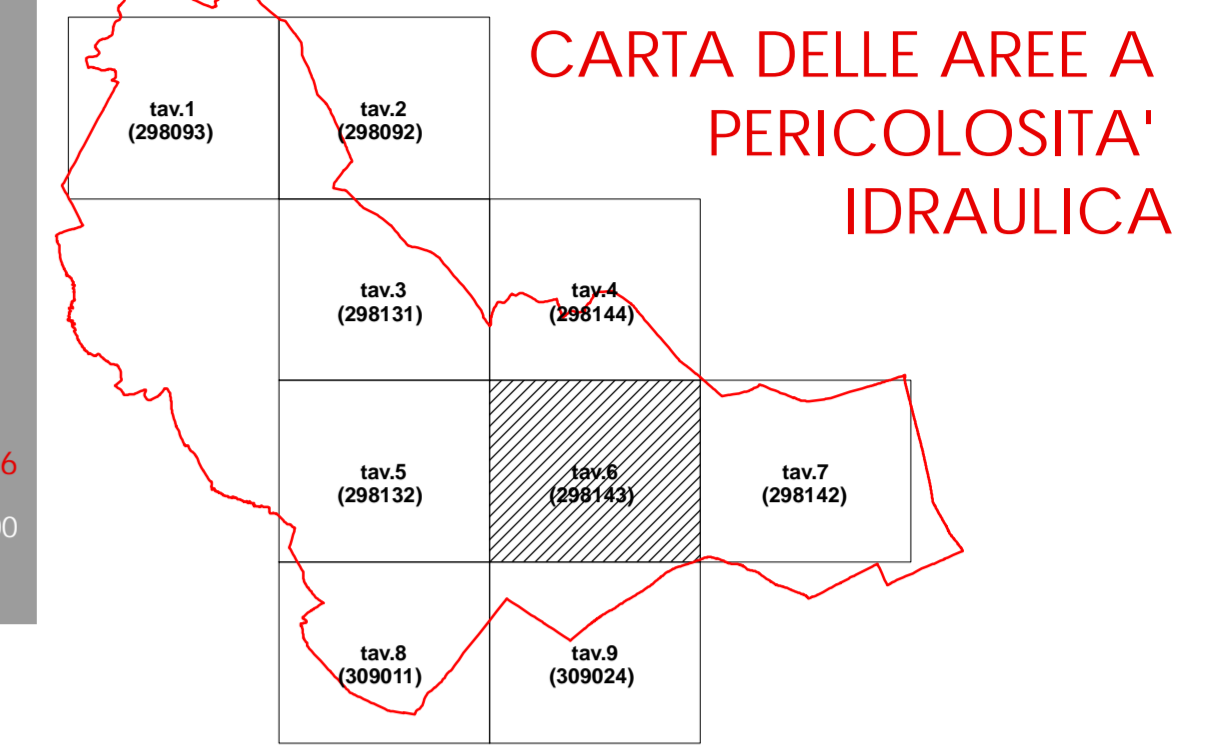 CARTA DELLE AREE A
PERICOLOSITA'
IDRAULICA
tav.1
(298093)
tav.2
(298092)
tav.3
(298131)
tav.4
(298144)
tav.5
(298132)
tav.6
(298143)
tav.7
(298142)
tav.8
(309011)
tav.9
(309024)
6
00